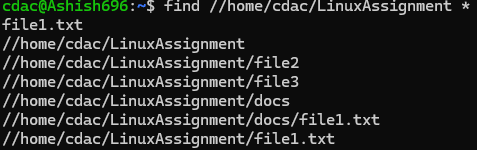 cdac@Ashish696:~$ find //home/cdac/LinuxAssignment *
file1.txt
//home/cdac/LinuxAssignment
//home/cdac/LinuxAssignment/file2
//home/cdac/LinuxAssignment/file3
//home/cdac/LinuxAssignment/docs
//home/cdac/LinuxAssignment/docs/file1.txt
//home/cdac/LinuxAssignment/file1.txt